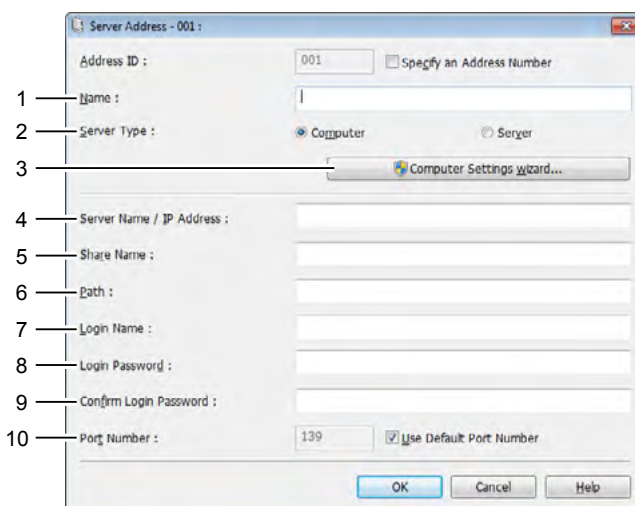 Server Address - 001 :
Address ID : 001 Specify an Address Number
1 Name :
2 Server Type : Computer Server
3 Computer Settings wizard...
4 Server Name / IP Address :
5 Share Name :
6 Path :
7 Login Name :
8 Login Password :
9 Confirm Login Password :
10 Port Number : 139 Use Default Port Number
OK Cancel Help